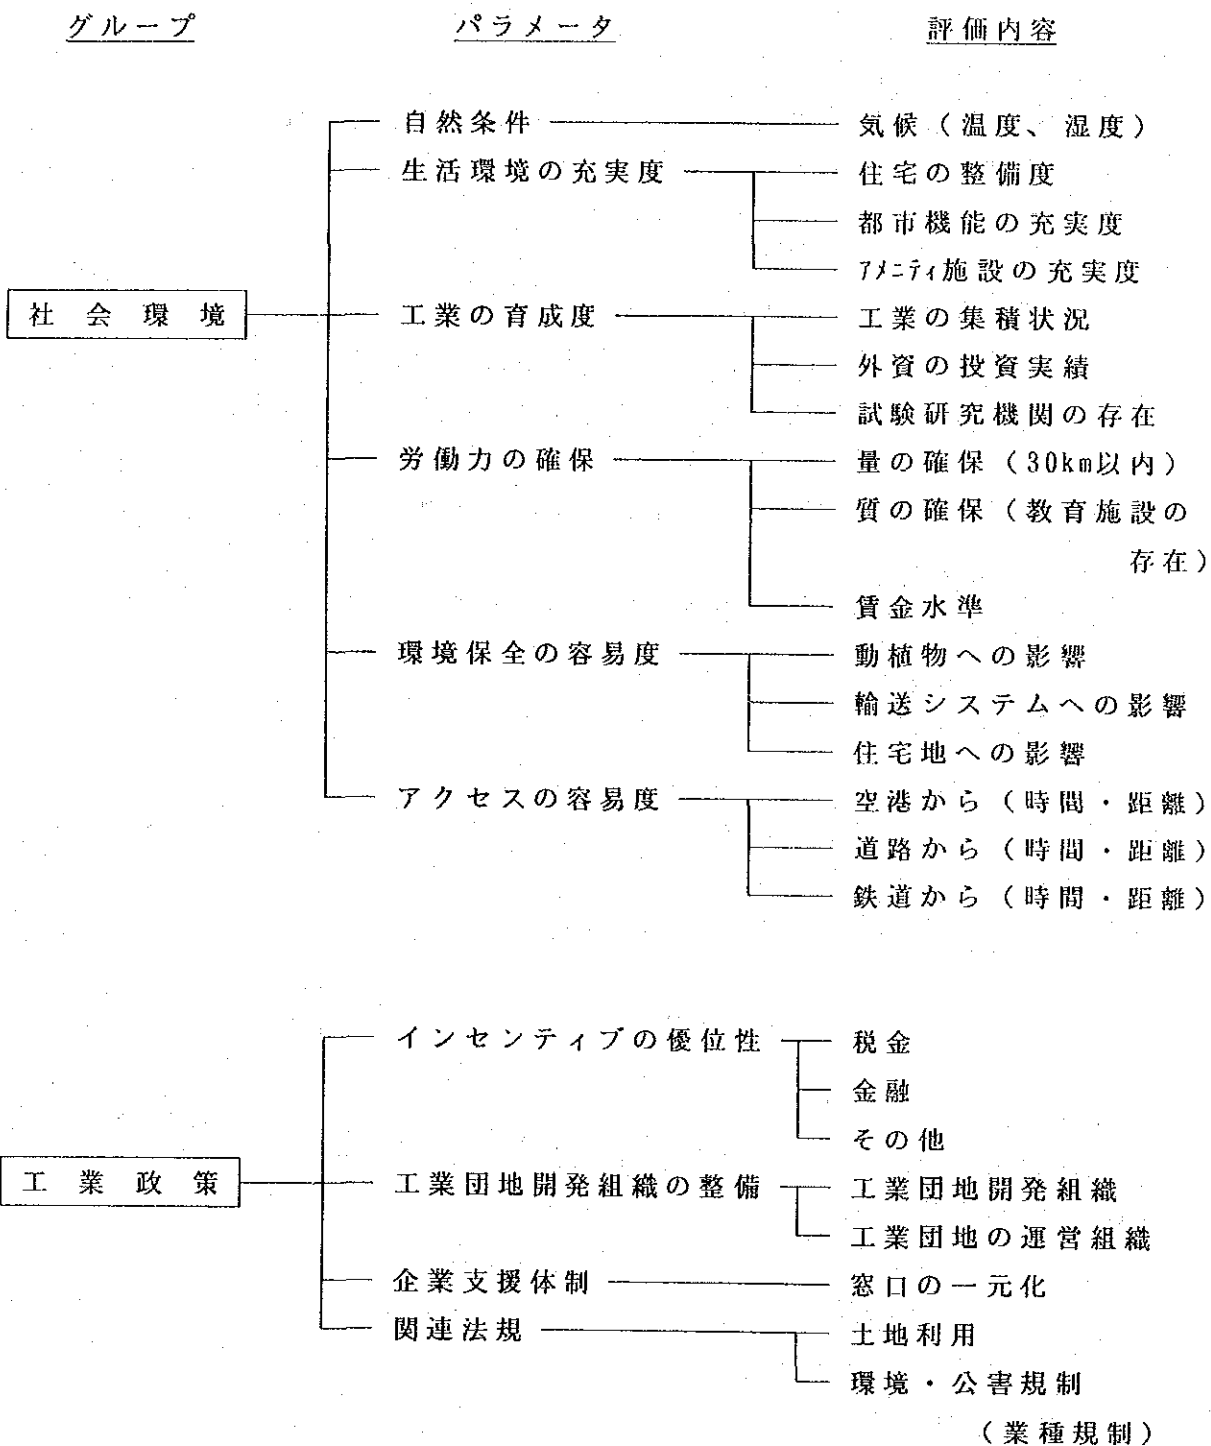 グループ パラメータ 評価内容
自然条件 気候（温度、湿度）
生活環境の充実度 住宅の整備度
都市機能の充実度
アメニティ施設の充実度
社会環境 工業の育成度 工業の集積状況
外資の投資実績
試験研究機関の存在
労働力の確保 量の確保（30km以内）
質の確保（教育施設の
存在）
賃金水準
環境保全の容易度 動植物への影響
輸送システムへの影響
住宅地への影響
アクセスの容易度 空港から（時間・距離）
道路から（時間・距離）
鉄道から（時間・距離）
インセンティブの優位性 税金
金融
その他
工業政策 工業団地開発組織の整備 工業団地開発組織
工業団地の運営組織
企業支援体制 窓口の一元化
関連法規 土地利用
環境・公害規制
（業種規制）